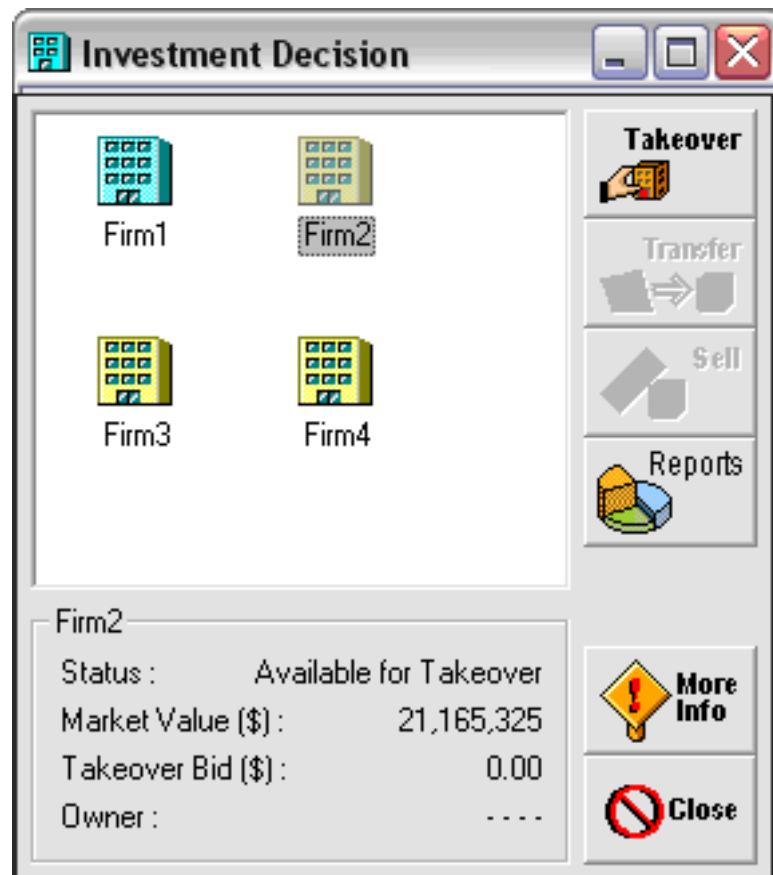 Investment Decision
Firm1 Firm2
Firm3 Firm4
Takeover
Transfer
Sell
Reports
Firm2
Status : Available for Takeover
Market Value ($) : 21,165,325
Takeover Bid ($) : 0.00
Owner : - - - -
More
Info
Close